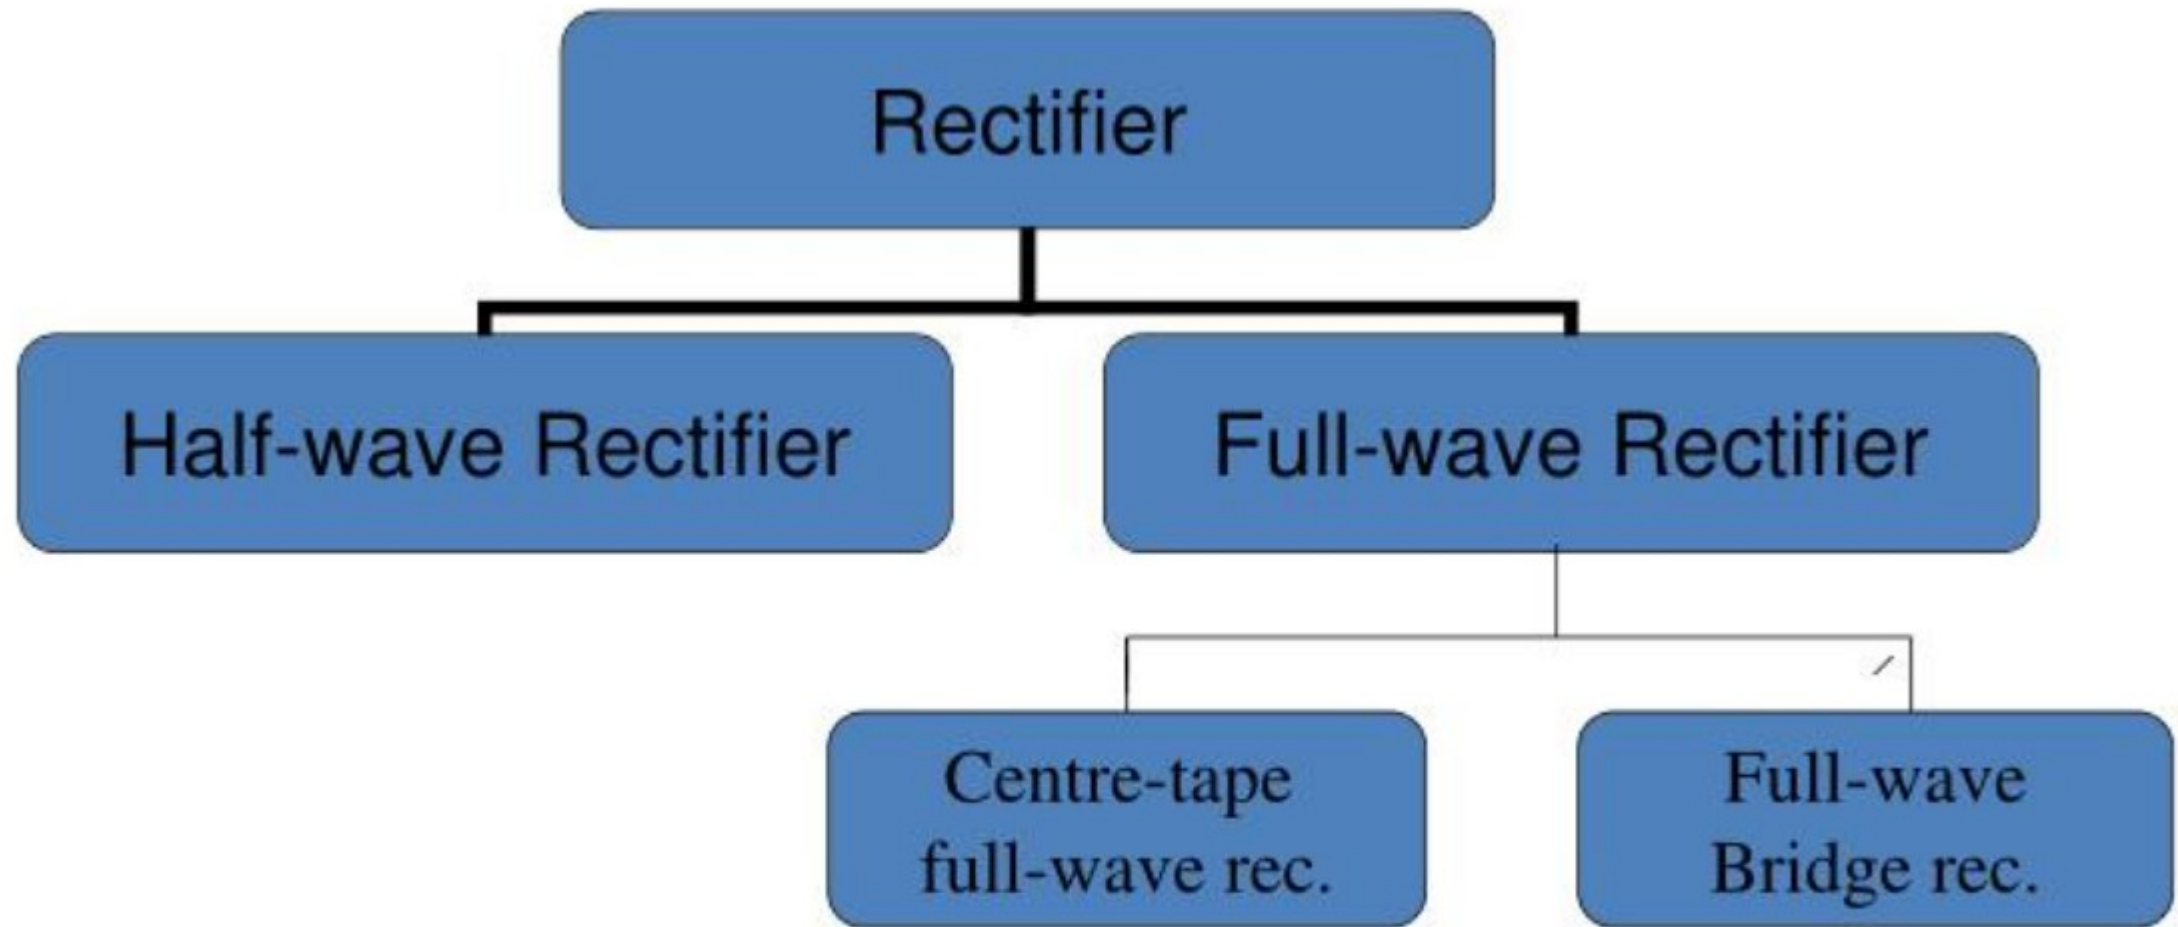 Rectifier
Half-wave Rectifier
Full-wave Rectifier
Centre-tape
full-wave rec.
Full-wave
Bridge rec.